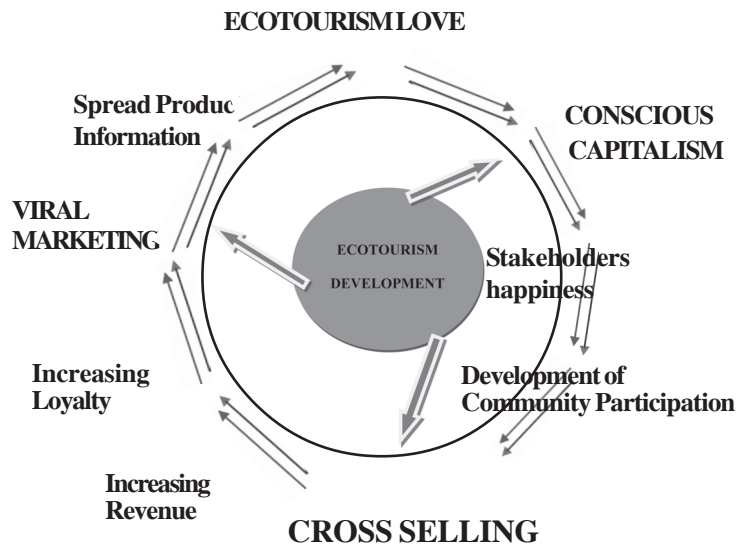 ECOTOURISM LOVE
Spread Produc
Information
CONSCIOUS
CAPITALISM
VIRAL
MARKETING
ECOTOURISM
DEVELOPMENT
Stakeholders
happiness
Increasing
Loyalty
Development of
Community Participation
Increasing
Revenue
CROSS SELLING